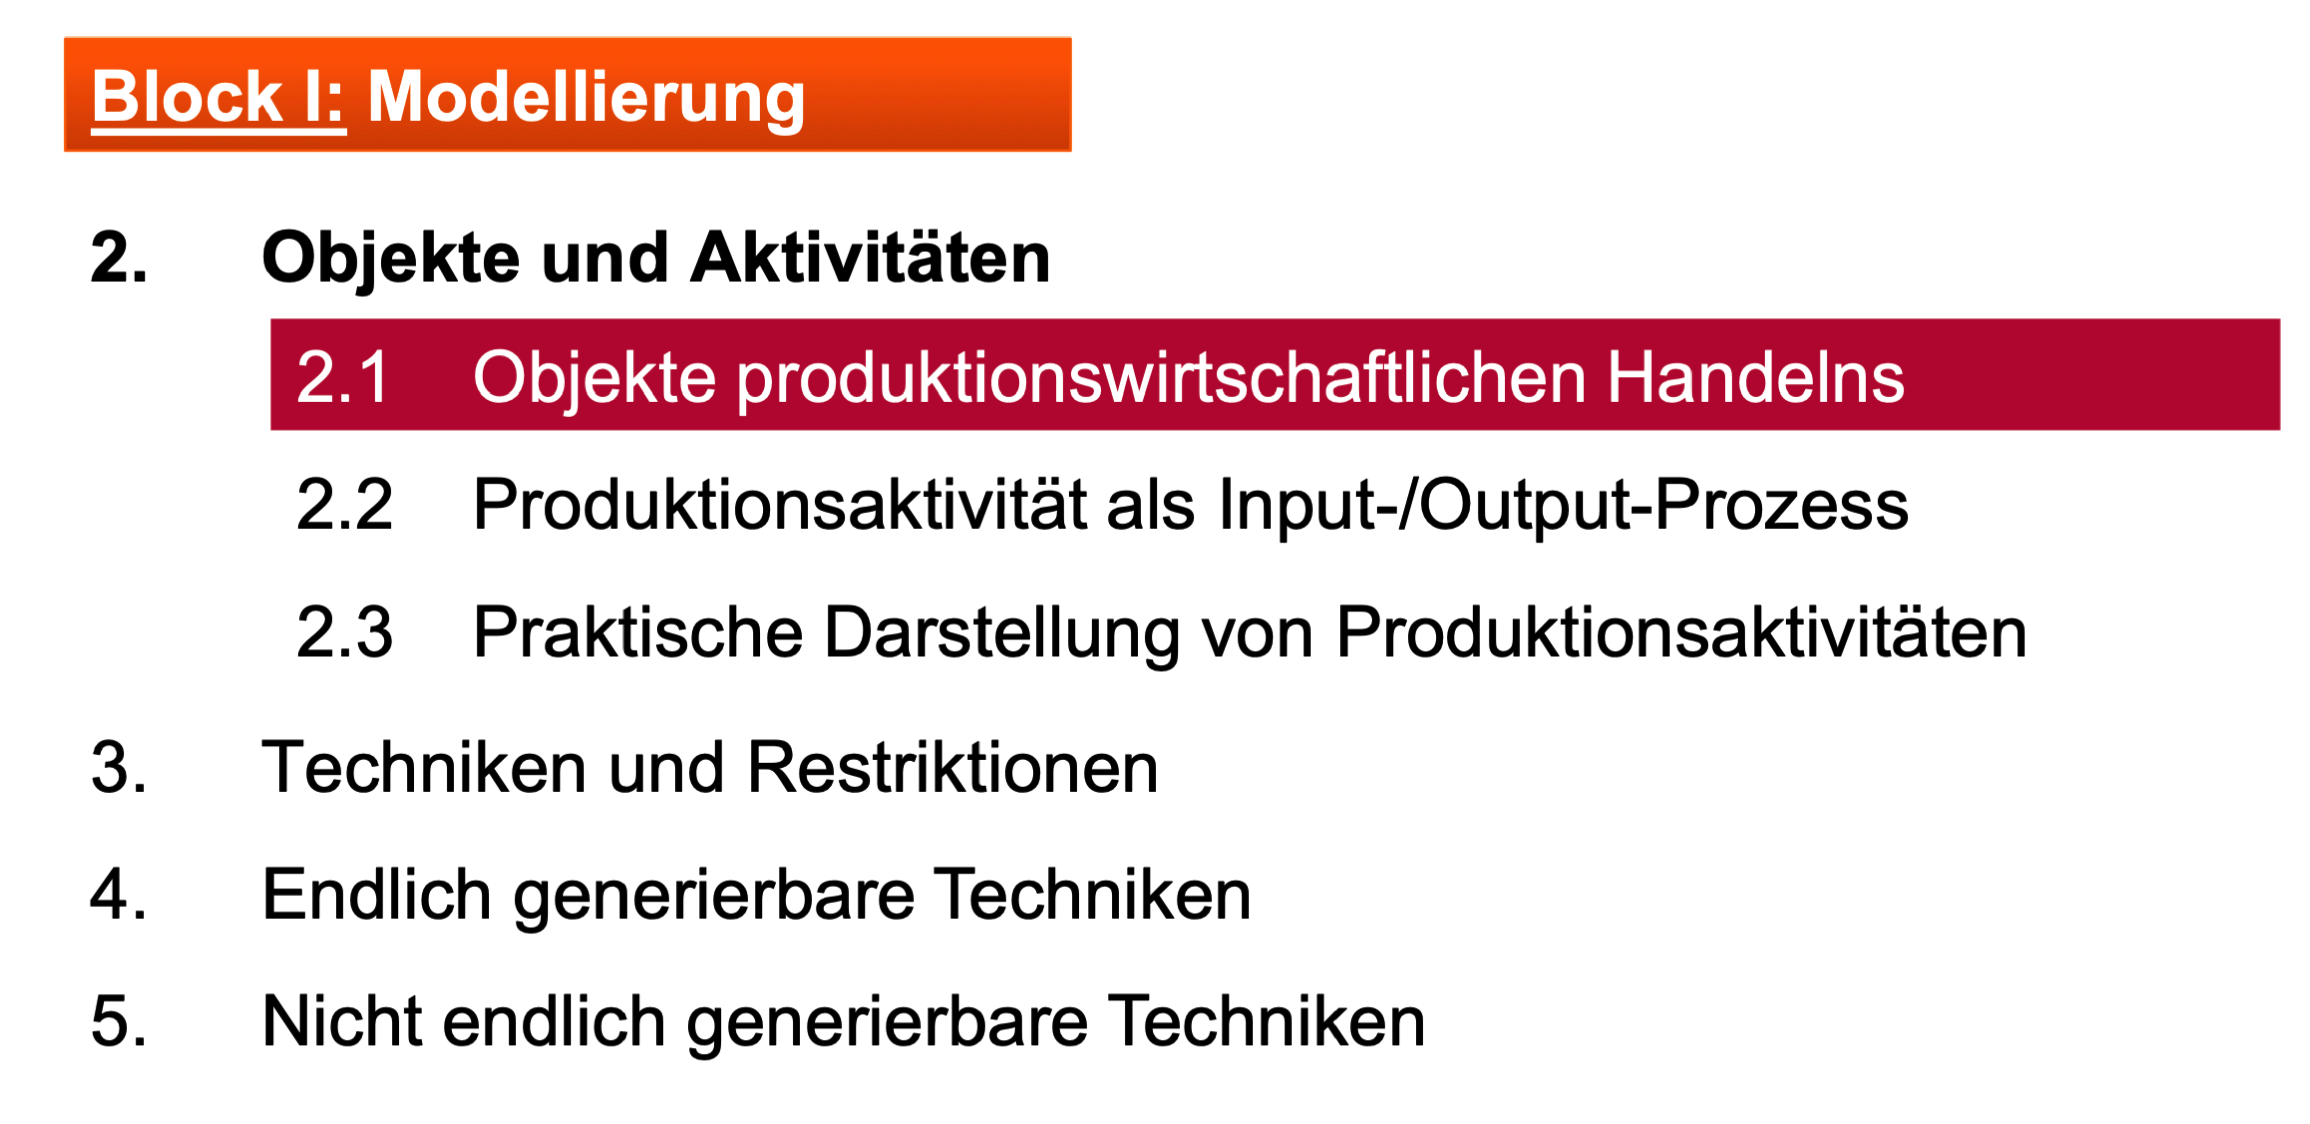 Block I: Modellierung
2. Objekte und Aktivitäten
2.1 Objekte produktionswirtschaftlichen Handelns
2.2 Produktionsaktivität als Input-/Output-Prozess
2.3 Praktische Darstellung von Produktionsaktivitäten
3. Techniken und Restriktionen
4. Endlich generierbare Techniken
5. Nicht endlich generierbare Techniken